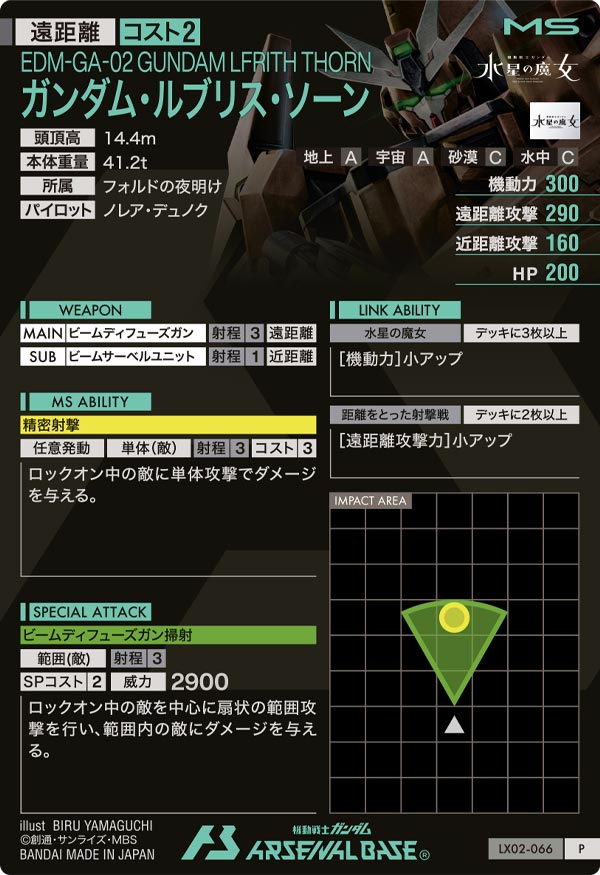 遠距離 コスト2
MS
EDM-GA-02 GUNDAM LFRITH THORN
ガンダム・ルブリス・ソーン
機動戦士ガンダム
水星の魔女
水星の魔女
頭頂高 14.4m
本体重量 41.2t
所属 フォルドの夜明け
パイロット ノレア・デュノク
地上 A 宇宙 A 砂漠 C 水中 C
機動力 300
遠距離攻撃 290
近距離攻撃 160
HP 200
WEAPON
MAIN ビームディフューズガン 射程 3 遠距離
SUB ビームサーベルユニット 射程 1 近距離
MS ABILITY
精密射撃
任意発動 単体(敵) 射程 3 コスト 3
ロックオン中の敵に単体攻撃でダメージ
を与える。
SPECIAL ATTACK
ビームディフューズガン掃射
範囲(敵) 射程 3
SPコスト 2 威力 2900
ロックオン中の敵を中心に扇状の範囲攻
撃を行い、範囲内の敵にダメージを与え
る。
LINK ABILITY
水星の魔女 デッキに3枚以上
[機動力]小アップ
距離をとった射撃戦 デッキに2枚以上
[遠距離攻撃力]小アップ
IMPACT AREA
illust BIRU YAMAGUCHI
©創通・サンライズ・MBS
BANDAI MADE IN JAPAN
機動戦士ガンダム
AB ARSENAL BASE®
LX02-066 P